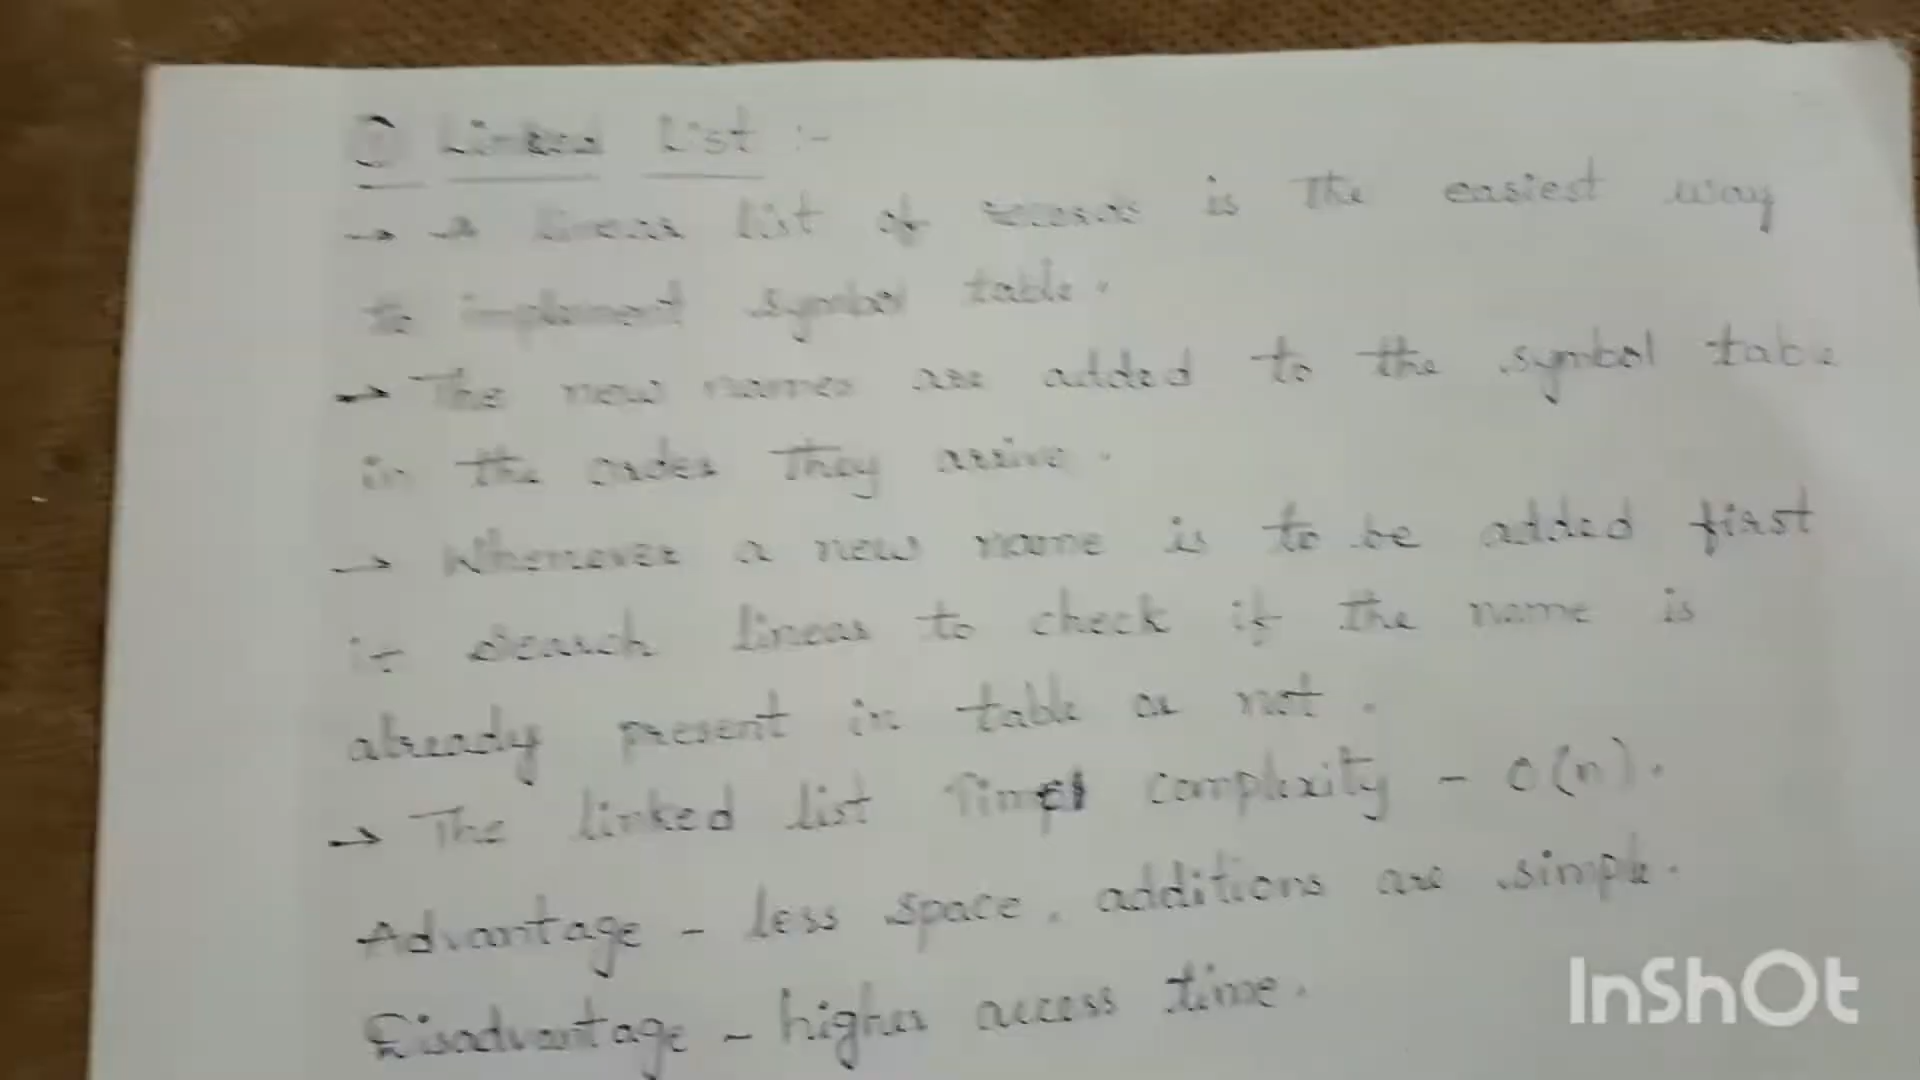 ① Linked List :-
→ A linear list of records is the easiest way
to implement symbol table.
→ The new names are added to the symbol table
in the order they arrive.
→ Whenever a new name is to be added first
it search linear to check if the name is
already present in table or not.
→ The linked list Time complexity - O(n).
Advantage - less space, additions are simple.
Disadvantage - higher access time.
InShOt